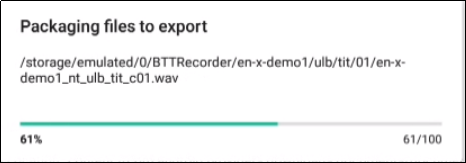 Packaging files to export
/storage/emulated/0/BTTRecorder/en-x-demo1/ulb/tit/01/en-x-
demo1_nt_ulb_tit_c01.wav
61% 61/100